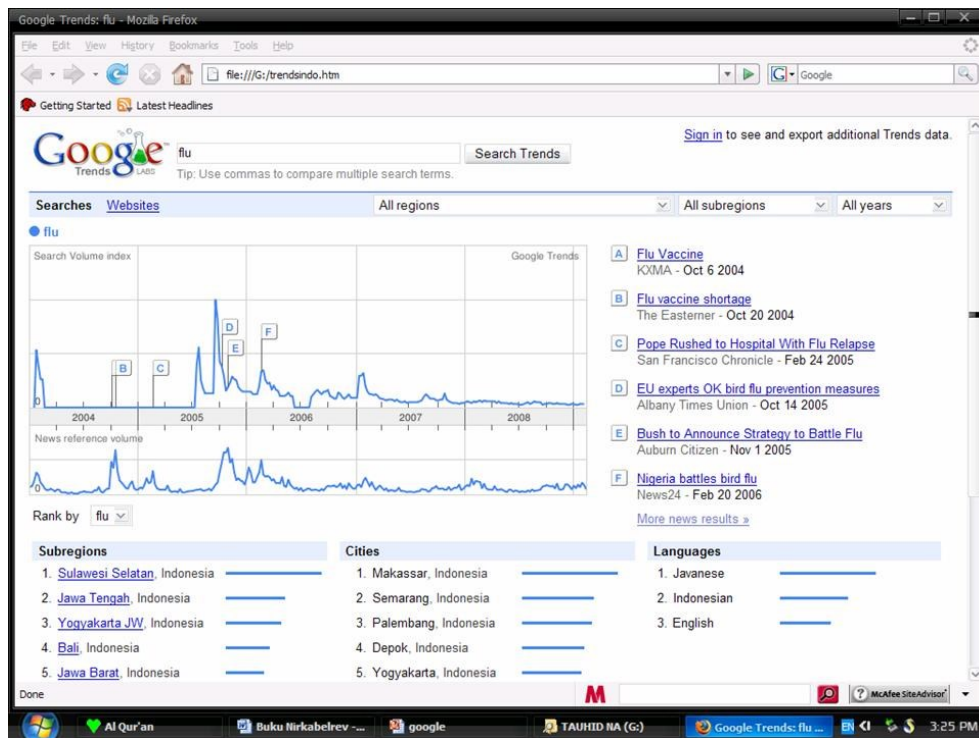 Google Trends: flu - Mozilla Firefox
File Edit View History Bookmarks Tools Help
file:///G:/trendsindo.htm
G Google
Getting Started Latest Headlines
Sign in to see and export additional Trends data.
Google Trends LABS
flu
Search Trends
Tip: Use commas to compare multiple search terms.
Searches Websites All regions All subregions All years
flu
Search Volume index Google Trends
D
F
E
B
C
0
2004 2005 2006 2007 2008
News reference volume
0
A Flu Vaccine
KXMA - Oct 6 2004
B Flu vaccine shortage
The Easterner - Oct 20 2004
C Pope Rushed to Hospital With Flu Relapse
San Francisco Chronicle - Feb 24 2005
D EU experts OK bird flu prevention measures
Albany Times Union - Oct 14 2005
E Bush to Announce Strategy to Battle Flu
Auburn Citizen - Nov 1 2005
F Nigeria battles bird flu
News24 - Feb 20 2006
More news results »
Rank by flu
Subregions
1. Sulawesi Selatan, Indonesia
2. Jawa Tengah, Indonesia
3. Yogyakarta JW, Indonesia
4. Bali, Indonesia
5. Jawa Barat, Indonesia
Cities
1. Makassar, Indonesia
2. Semarang, Indonesia
3. Palembang, Indonesia
4. Depok, Indonesia
5. Yogyakarta, Indonesia
Languages
1. Javanese
2. Indonesian
3. English
Done
M
? McAfee SiteAdvisor
Al Qur'an
Buku Nirkabelrev -...
google
TAUHID NA (G:)
Google Trends: flu ...
EN
3:25 PM